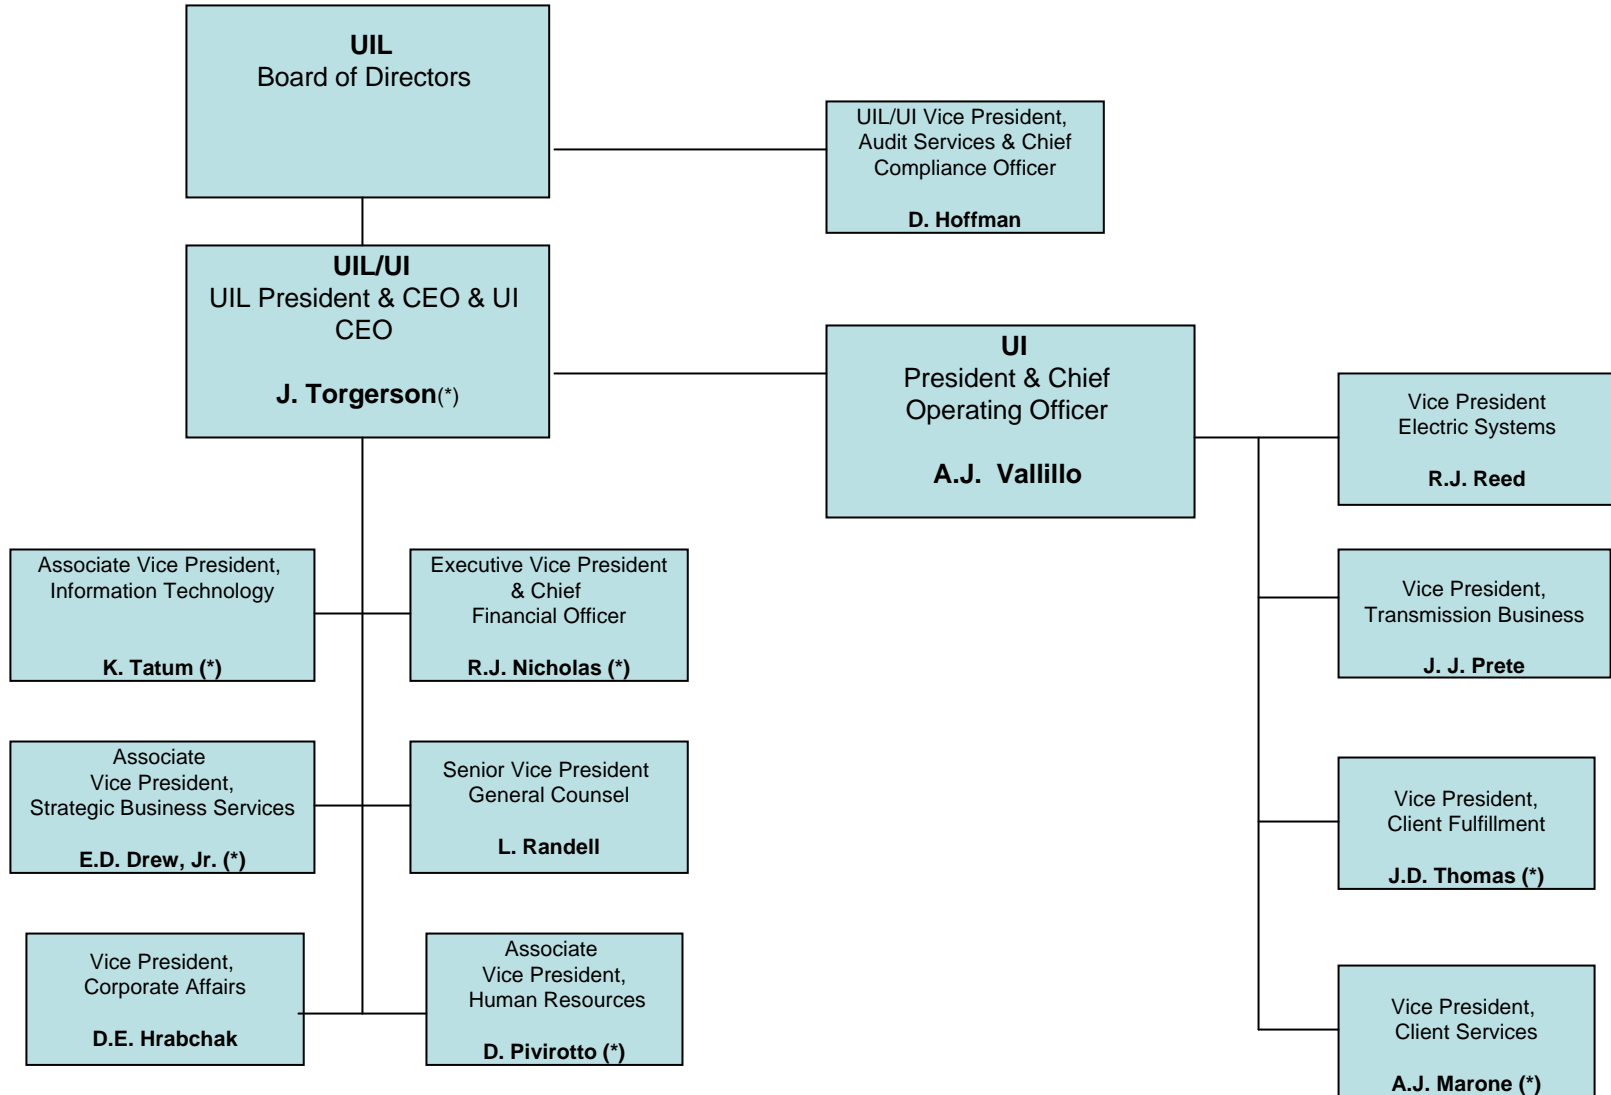 UIL
Board of Directors
UIL/UI Vice President,
Audit Services & Chief
Compliance Officer
D. Hoffman
UIL/UI
UIL President & CEO & UI
CEO
J. Torgerson(*)
UI
President & Chief
Operating Officer
A.J. Vallillo
Vice President
Electric Systems
R.J. Reed
Associate Vice President,
Information Technology
K. Tatum (*)
Executive Vice President
& Chief
Financial Officer
R.J. Nicholas (*)
Vice President,
Transmission Business
J. J. Prete
Associate
Vice President,
Strategic Business Services
E.D. Drew, Jr. (*)
Senior Vice President
General Counsel
L. Randell
Vice President,
Client Fulfillment
J.D. Thomas (*)
Vice President,
Corporate Affairs
D.E. Hrabchak
Associate
Vice President,
Human Resources
D. Pivirotto (*)
Vice President,
Client Services
A.J. Marone (*)